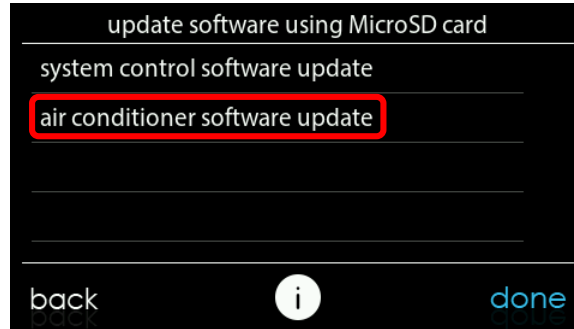 update software using MicroSD card
system control software update
air conditioner software update
back i done